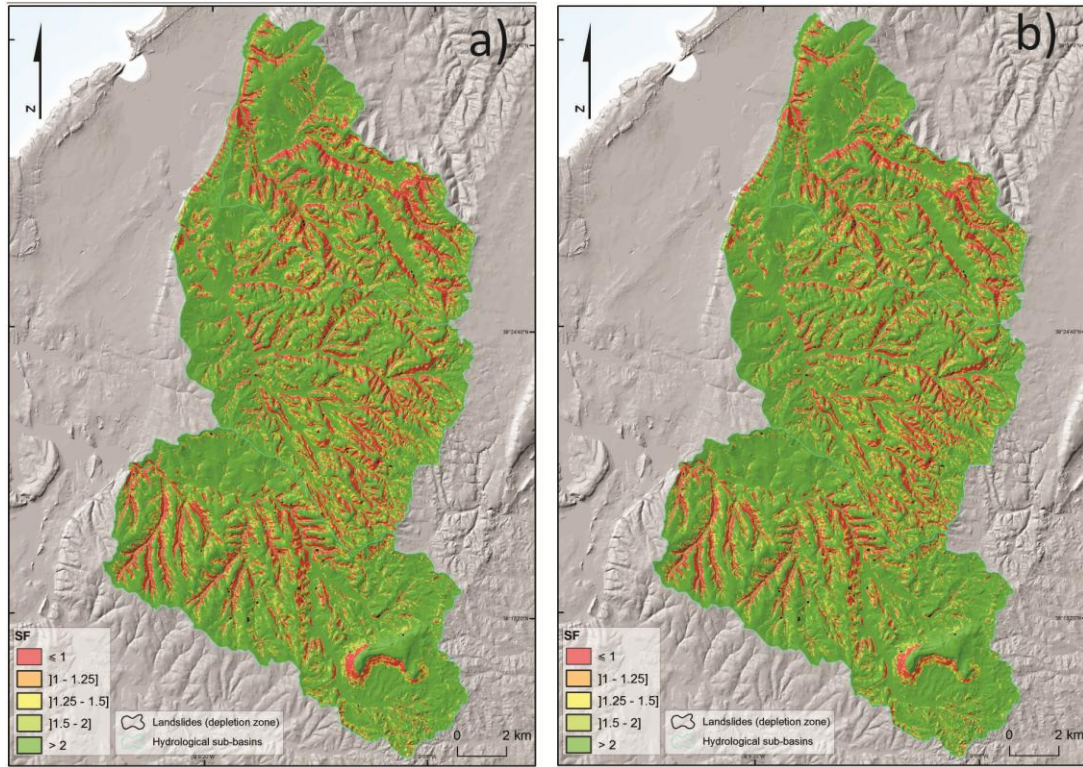 a)
N
SF
≤ 1
]1 - 1.25]
]1.25 - 1.5]
]1.5 - 2]
> 2
Landslides (depletion zone)
Hydrological sub-basins
0 2 km
b)
N
SF
≤ 1
]1 - 1.25]
]1.25 - 1.5]
]1.5 - 2]
> 2
Landslides (depletion zone)
Hydrological sub-basins
0 2 km